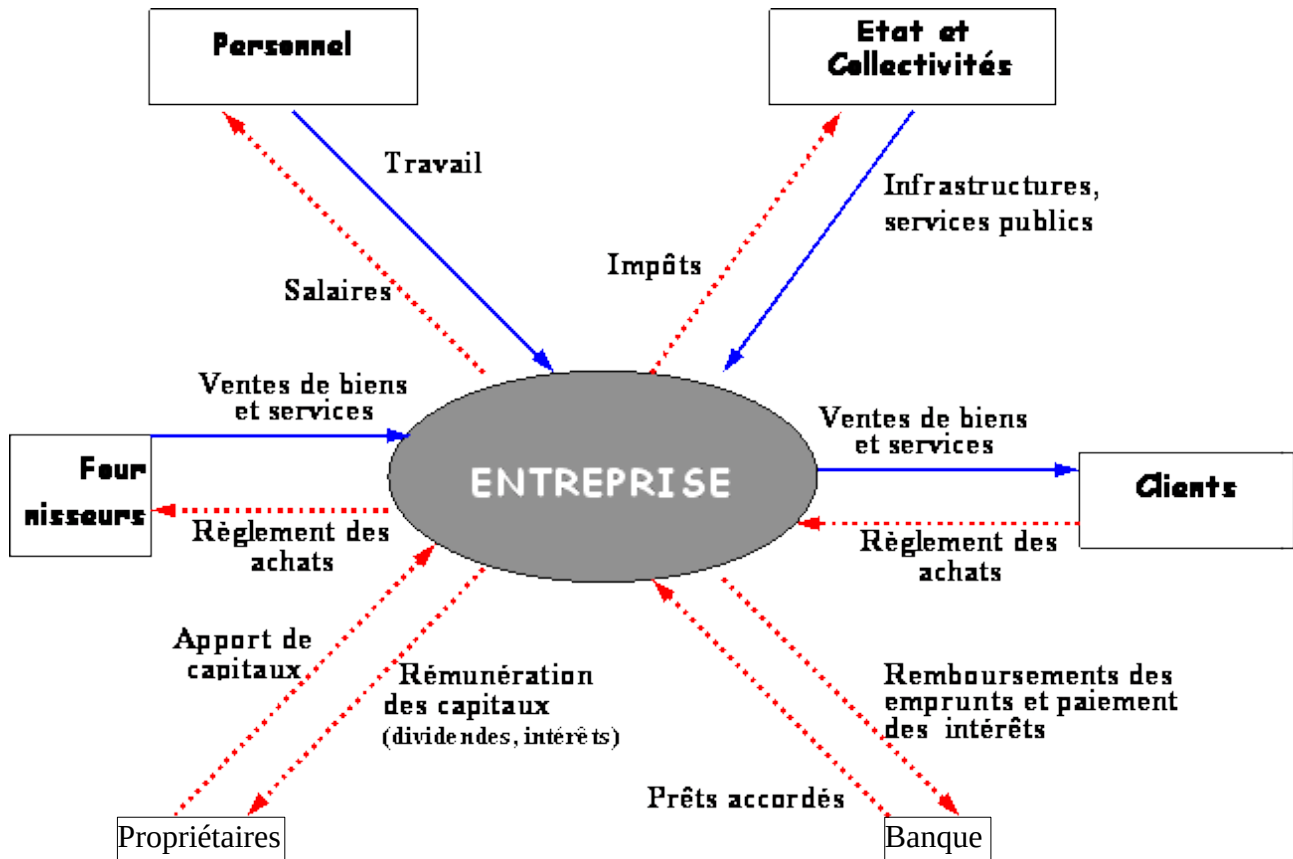 Personnel
Etat et
Collectivités
Travail
Infrastructures,
services publics
Impôts
Salaires
Ventes de biens
et services
Ventes de biens
et services
Four
nisseurs
ENTREPRISE
Clients
Règlement des
achats
Règlement des
achats
Apport de
capitaux
Rémunération
des capitaux
(dividendes, intérêts)
Remboursements des
emprunts et paiement
des intérêts
Prêts accordés
Propriétaires
Banque